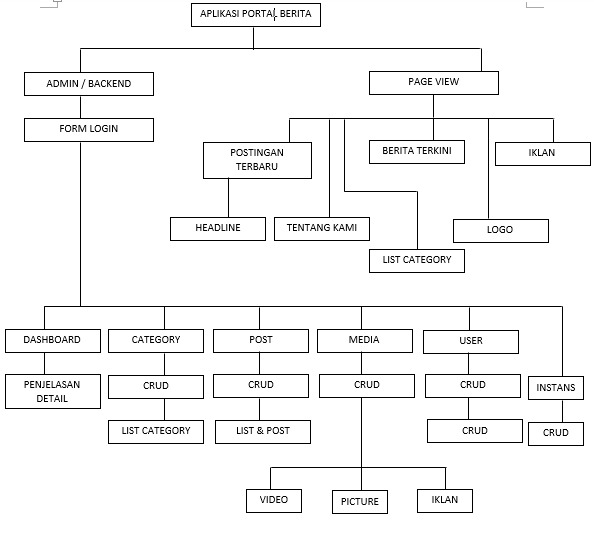 APLIKASI PORTAL BERITA
ADMIN / BACKEND
PAGE VIEW
FORM LOGIN
POSTINGAN
TERBARU
BERITA TERKINI
IKLAN
HEADLINE
TENTANG KAMI
LOGO
LIST CATEGORY
DASHBOARD
CATEGORY
POST
MEDIA
USER
PENJELASAN
DETAIL
CRUD
CRUD
CRUD
CRUD
INSTANS
LIST CATEGORY
LIST & POST
CRUD
CRUD
VIDEO
PICTURE
IKLAN